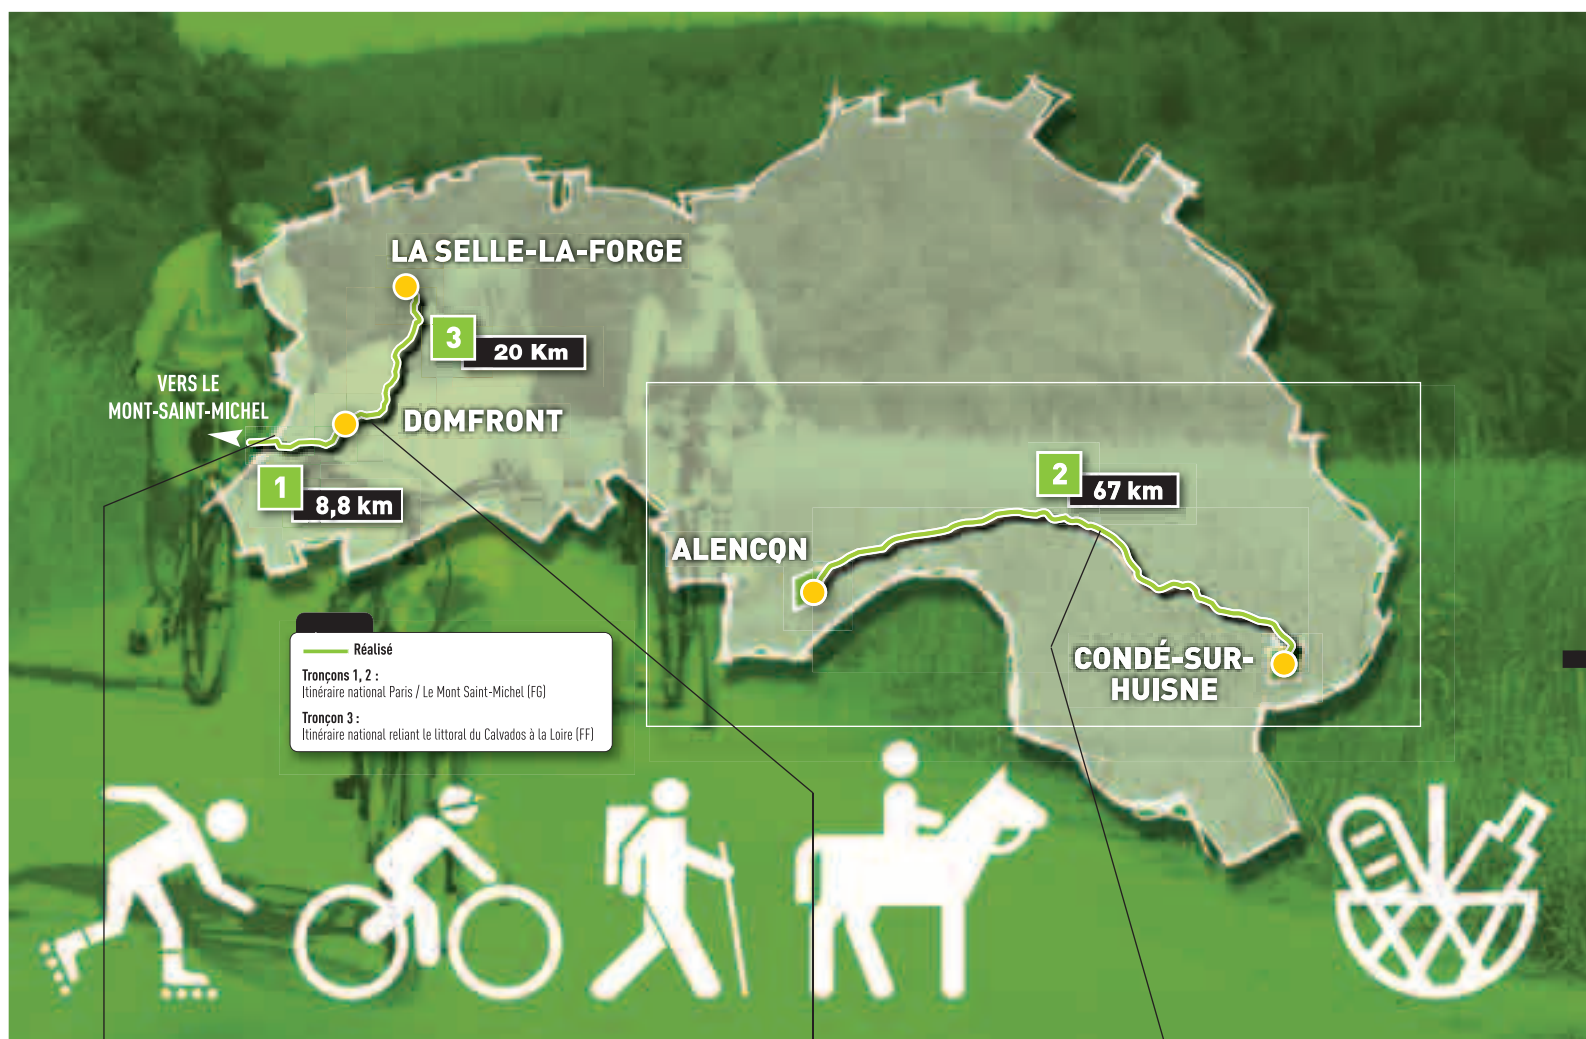 LA SELLE-LA-FORGE
3
20 Km
VERS LE
MONT-SAINT-MICHEL
DOMFRONT
1
8,8 km
2
67 km
ALENÇON
CONDÉ-SUR-
HUISNE
Réalisé
Tronçons 1, 2 :
Itinéraire national Paris / Le Mont Saint-Michel (FG)
Tronçon 3 :
Itinéraire national reliant le littoral du Calvados à la Loire (FF)